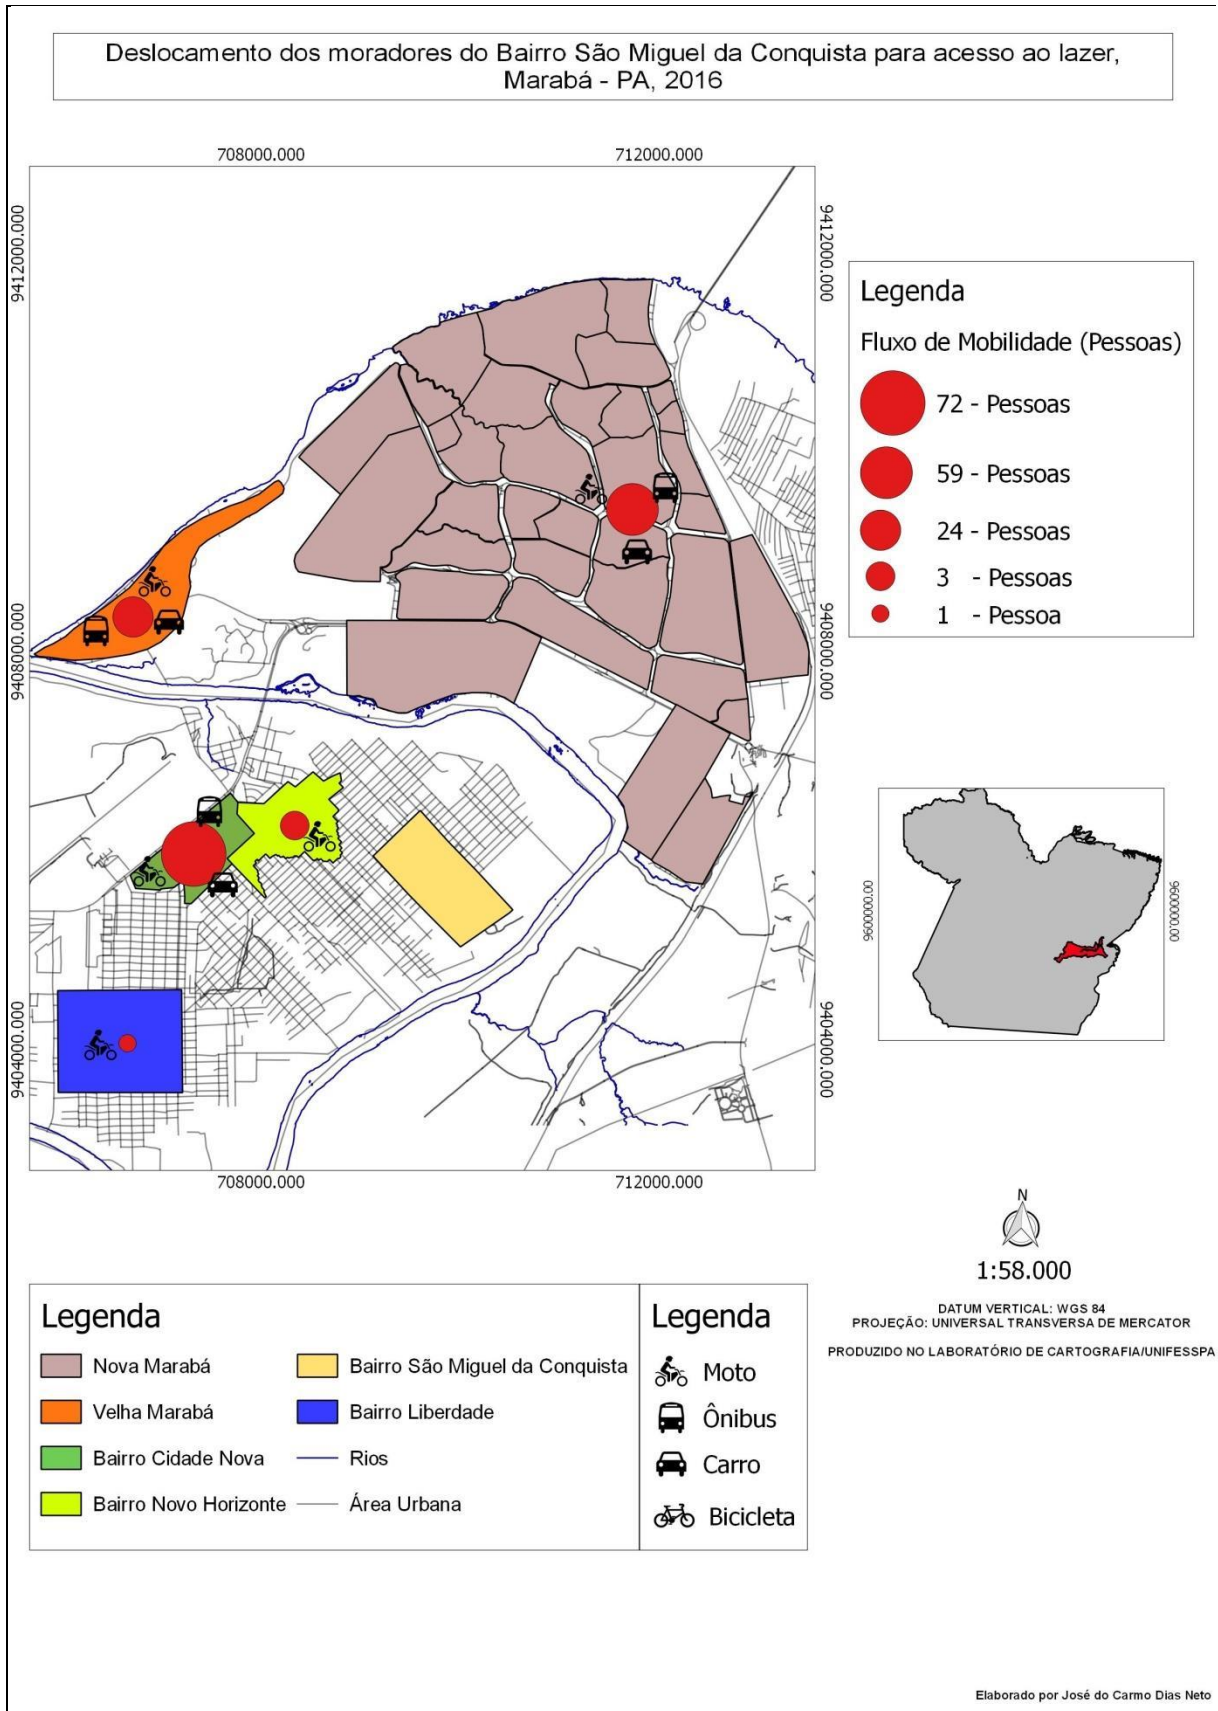 Deslocamento dos moradores do Bairro São Miguel da Conquista para acesso ao lazer,
Marabá - PA, 2016
708000.000
712000.000
9412000.000
9412000.000
9408000.000
9408000.000
9404000.000
9404000.000
708000.000
712000.000
Legenda
Fluxo de Mobilidade (Pessoas)
72 - Pessoas
59 - Pessoas
24 - Pessoas
3 - Pessoas
1 - Pessoa
9600000.00
9600000.00
N
1:58.000
DATUM VERTICAL: WGS 84
PROJEÇÃO: UNIVERSAL TRANSVERSA DE MERCATOR
PRODUZIDO NO LABORATÓRIO DE CARTOGRAFIA/UNIFESSPA
Legenda
Nova Marabá
Velha Marabá
Bairro Cidade Nova
Bairro Novo Horizonte
Bairro São Miguel da Conquista
Bairro Liberdade
Rios
Área Urbana
Legenda
Moto
Ônibus
Carro
Bicicleta
Elaborado por José do Carmo Dias Neto